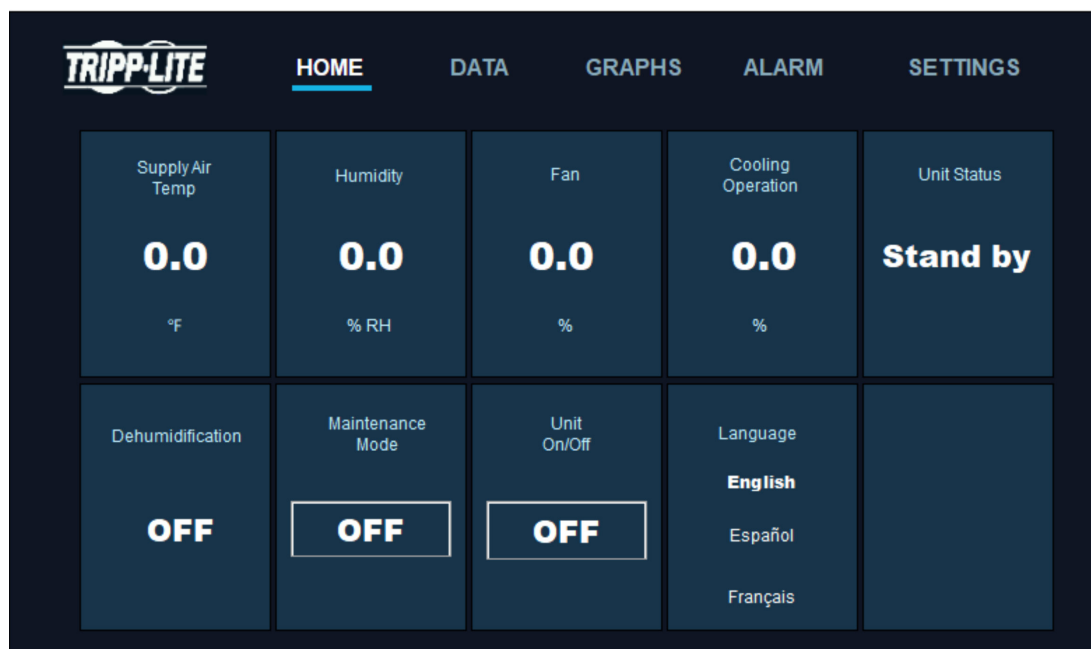 TRIPP·LITE
HOME DATA GRAPHS ALARM SETTINGS
Supply Air
Temp
0.0
°F
Humidity
0.0
% RH
Fan
0.0
%
Cooling
Operation
0.0
%
Unit Status
Stand by
Dehumidification
OFF
Maintenance
Mode
OFF
Unit
On/Off
OFF
Language
English
Español
Français